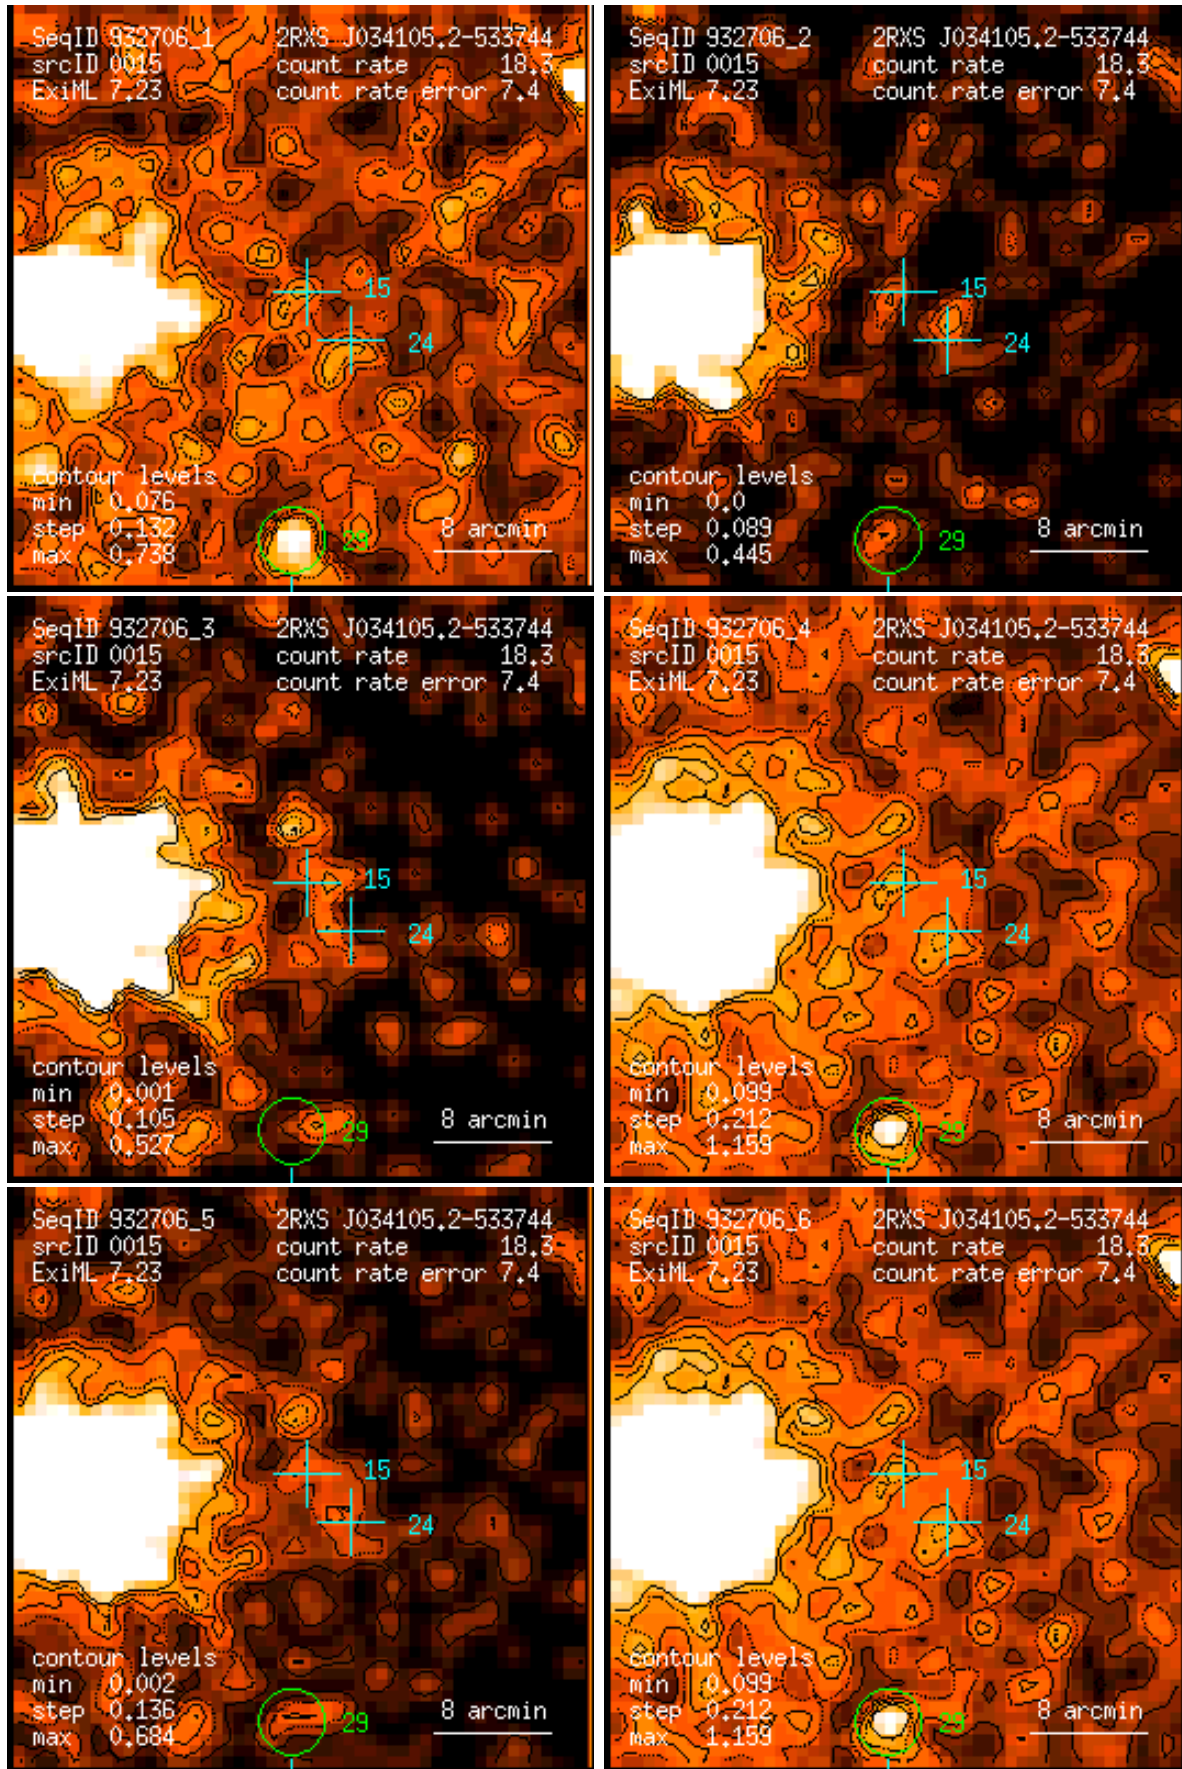 SeqID 932706_1 2RXS J034105.2-533744
srcID 0015 count rate 18.3
ExiML 7.23 count rate error 7.4
15
24
contour levels
min 0.076
step 0.132 8 arcmin
max 0.738 29
SeqID 932706_2 2RXS J034105.2-533744
srcID 0015 count rate 18.3
ExiML 7.23 count rate error 7.4
15
24
contour levels
min 0.0
step 0.089 8 arcmin
max 0.445 29
SeqID 932706_3 2RXS J034105.2-533744
srcID 0015 count rate 18.3
ExiML 7.23 count rate error 7.4
15
24
contour levels
min 0.001
step 0.105 8 arcmin
max 0.527 29
SeqID 932706_4 2RXS J034105.2-533744
srcID 0015 count rate 18.3
ExiML 7.23 count rate error 7.4
15
24
contour levels
min 0.099
step 0.212 8 arcmin
max 1.159 29
SeqID 932706_5 2RXS J034105.2-533744
srcID 0015 count rate 18.3
ExiML 7.23 count rate error 7.4
15
24
contour levels
min 0.002
step 0.136 8 arcmin
max 0.684 29
SeqID 932706_6 2RXS J034105.2-533744
srcID 0015 count rate 18.3
ExiML 7.23 count rate error 7.4
15
24
contour levels
min 0.099
step 0.212 8 arcmin
max 1.159 29